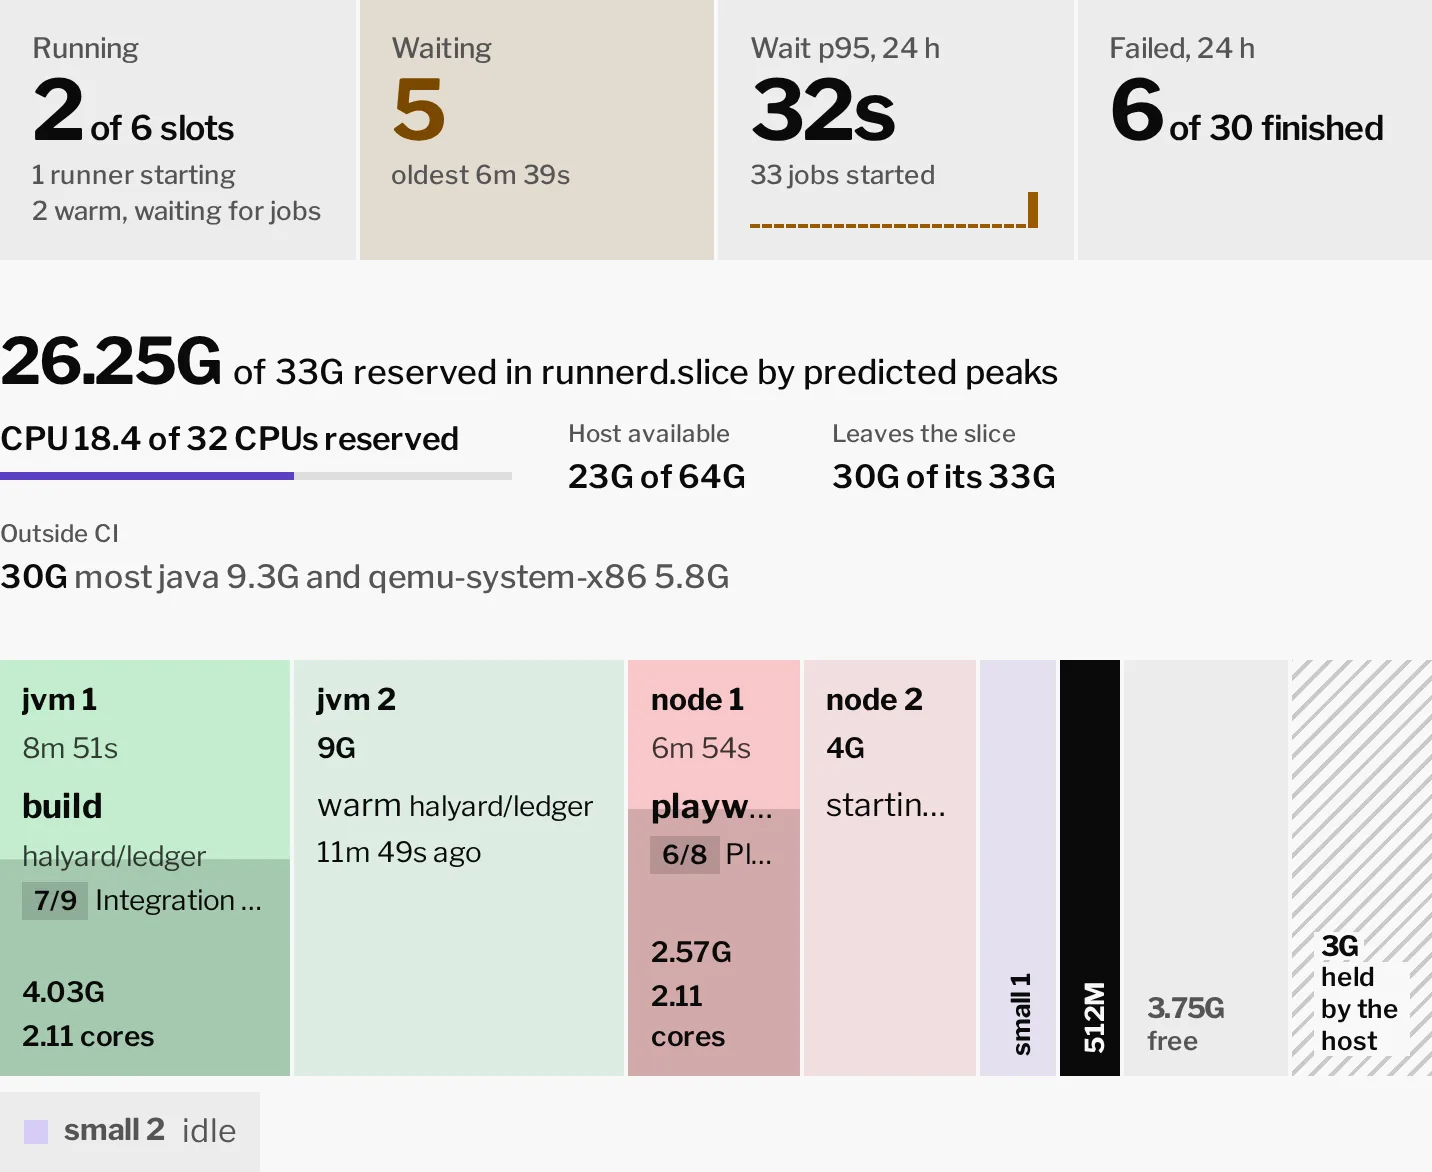 Running
2 of 6 slots
1 runner starting
2 warm, waiting for jobs
Waiting
5
oldest 6m 39s
Wait p95, 24 h
32s
33 jobs started
Failed, 24 h
6 of 30 finished
26.25G of 33G reserved in runnerd.slice by predicted peaks
CPU 18.4 of 32 CPUs reserved
Host available
23G of 64G
Leaves the slice
30G of its 33G
Outside CI
30G most java 9.3G and qemu-system-x86 5.8G
jvm 1
8m 51s
build
halyard/ledger
7/9 Integration …
4.03G
2.11 cores
jvm 2
9G
warm halyard/ledger
11m 49s ago
node 1
6m 54s
playw…
6/8 Pl…
2.57G
2.11
cores
node 2
4G
startin…
small 1
512M
3.75G
free
3G
held
by the
host
small 2 idle